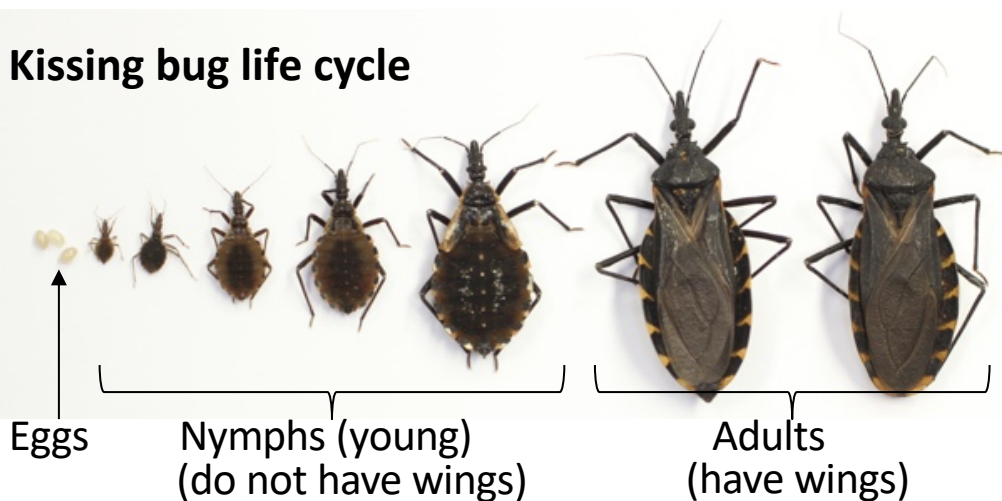 Kissing bug life cycle
Eggs
Nymphs (young)
(do not have wings)
Adults
(have wings)